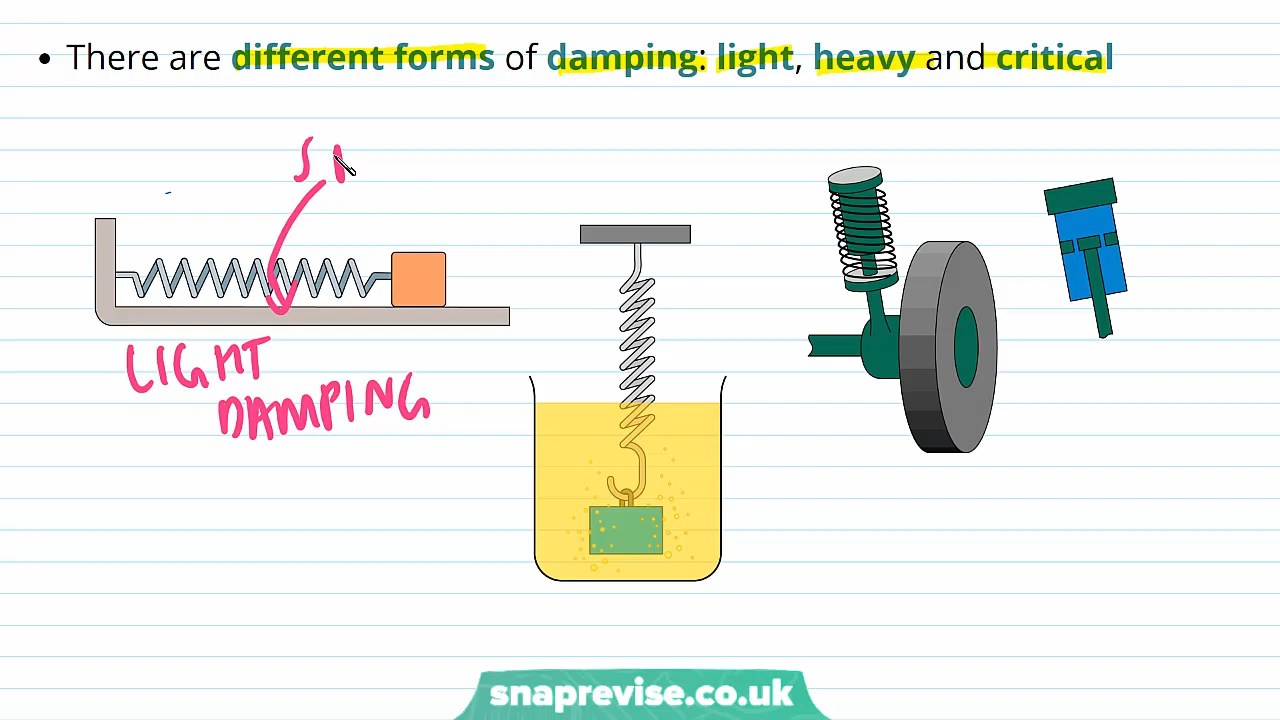 • There are different forms of damping: light, heavy and critical
S
LIGHT
DAMPING
snaprevise.co.uk